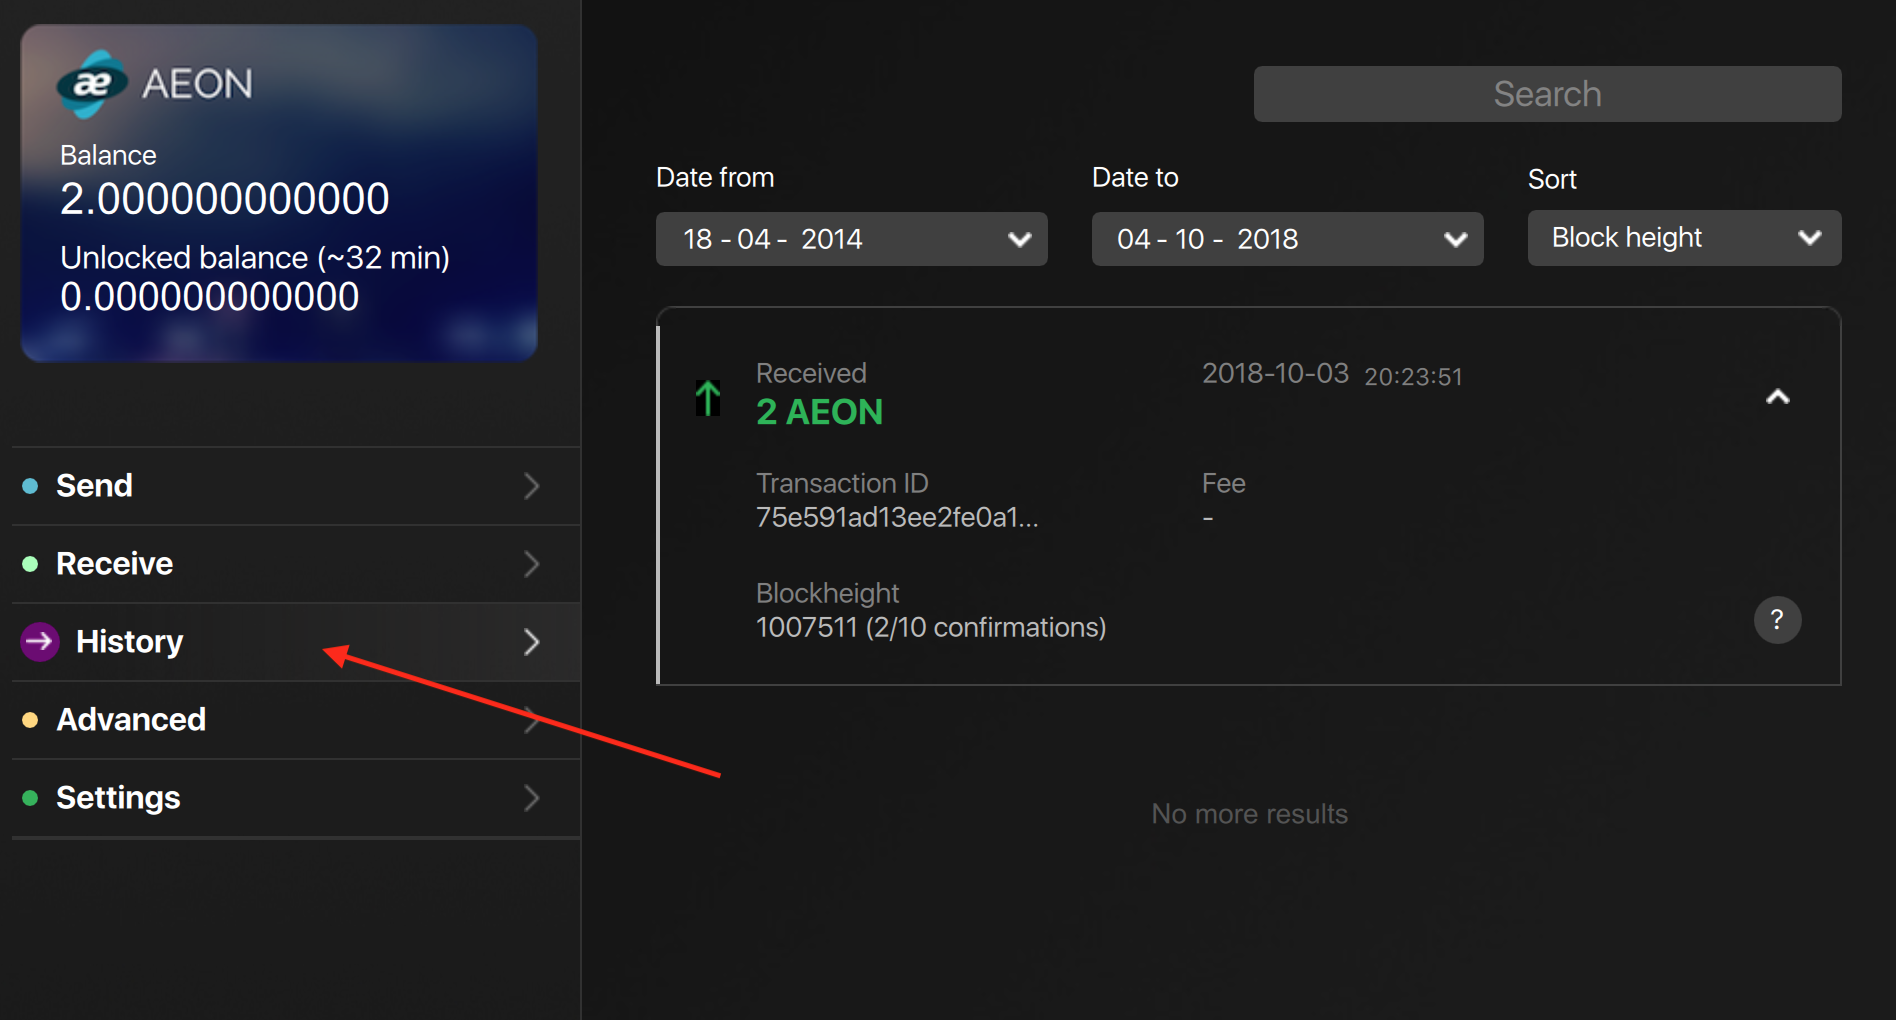 æ AEON
Balance
2.000000000000
Unlocked balance (~32 min)
0.000000000000
Send
Receive
History
Advanced
Settings
Search
Date from
Date to
Sort
18 - 04 - 2014
04 - 10 - 2018
Block height
Received
2018-10-03 20:23:51
2 AEON
Transaction ID
Fee
75e591ad13ee2fe0a1...
-
Blockheight
1007511 (2/10 confirmations)
?
No more results